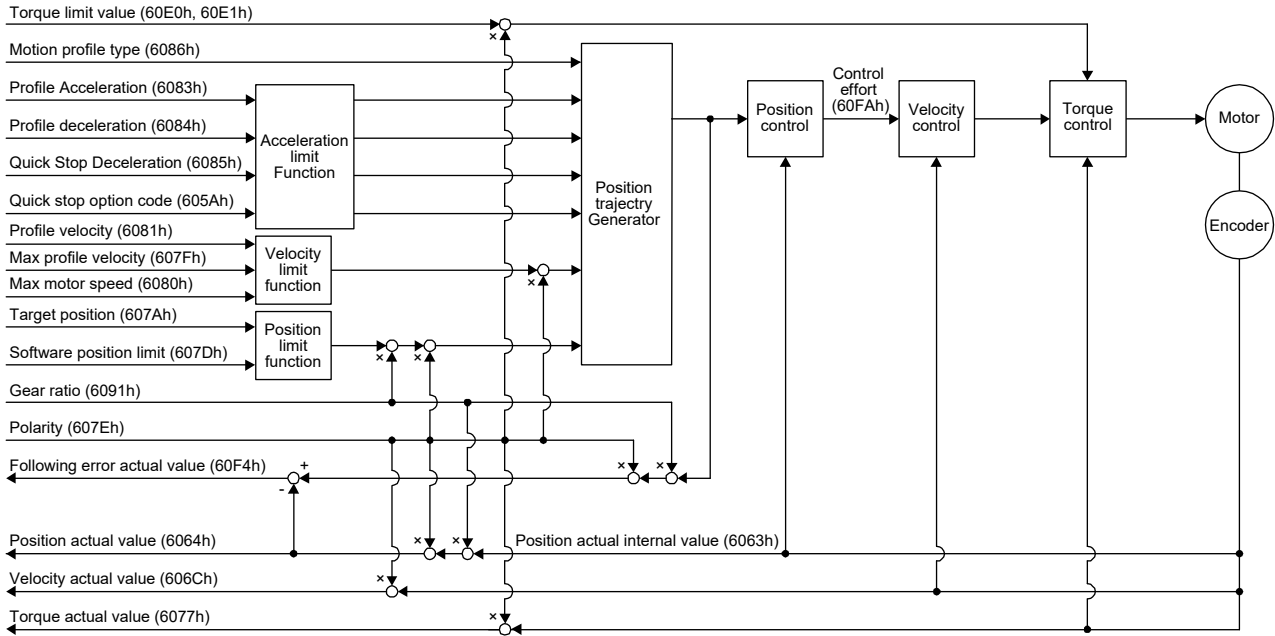 Torque limit value (60E0h, 60E1h)
×
Motion profile type (6086h)
Profile Acceleration (6083h)
Profile deceleration (6084h)
Quick Stop Deceleration (6085h)
Quick stop option code (605Ah)
Acceleration
limit
Function
Profile velocity (6081h)
Max profile velocity (607Fh)
Max motor speed (6080h)
Velocity
limit
function
×
Target position (607Ah)
Software position limit (607Dh)
Position
limit
function
×
×
Position
trajectry
Generator
Position
control
Control
effort
(60FAh)
Velocity
control
Torque
control
Motor
Encoder
Gear ratio (6091h)
Polarity (607Eh)
Following error actual value (60F4h)
+
-
×
×
Position actual value (6064h)
×
×
Position actual internal value (6063h)
Velocity actual value (606Ch)
×
Torque actual value (6077h)
×